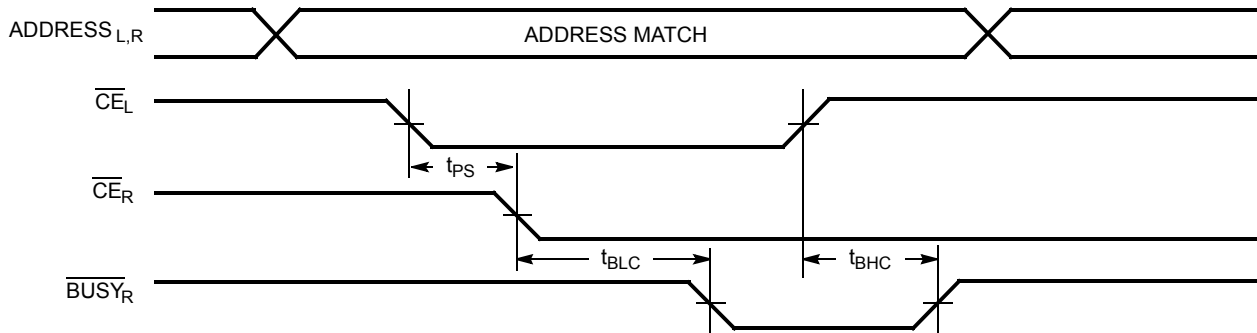 ADDRESS L,R
ADDRESS MATCH
CEL
tPS
CER
tBLC
tBHC
BUSYR